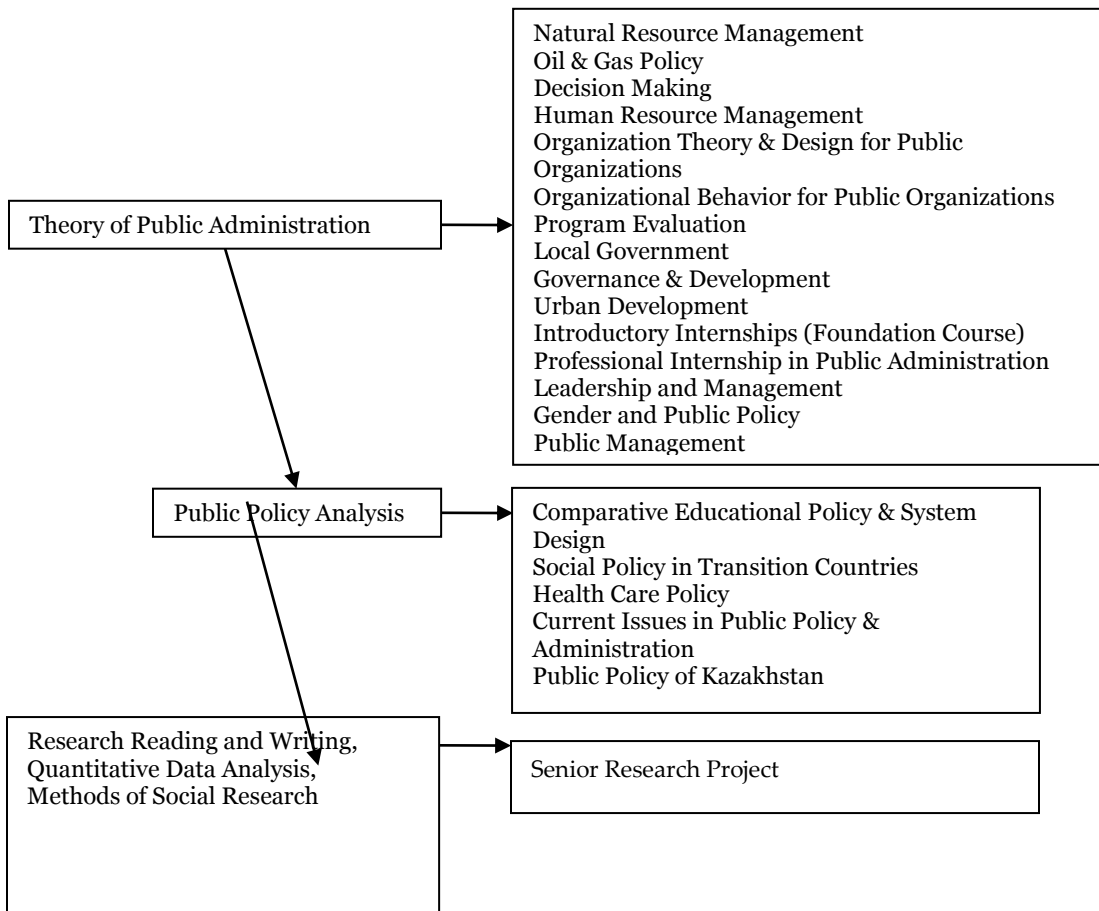 Natural Resource Management
Oil & Gas Policy
Decision Making
Human Resource Management
Organization Theory & Design for Public
Organizations
Organizational Behavior for Public Organizations
Program Evaluation
Local Government
Governance & Development
Urban Development
Introductory Internships (Foundation Course)
Professional Internship in Public Administration
Leadership and Management
Gender and Public Policy
Public Management
Theory of Public Administration
Public Policy Analysis
Comparative Educational Policy & System
Design
Social Policy in Transition Countries
Health Care Policy
Current Issues in Public Policy &
Administration
Public Policy of Kazakhstan
Research Reading and Writing,
Quantitative Data Analysis,
Methods of Social Research
Senior Research Project